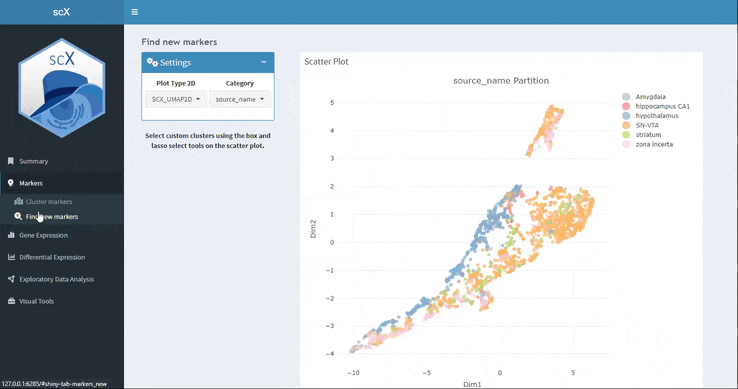 scX
scX
Summary
Markers
Cluster markers
Find new markers
Gene Expression
Differential Expression
Exploratory Data Analysis
Visual Tools
127.0.0.1:6285/#shiny-tab-markers_new
Find new markers
Settings
Plot Type 2D Category
SCX_UMAP2D source_name
Select custom clusters using the box and
lasso select tools on the scatter plot.
Scatter Plot
source_name Partition
Amygdala
hippocampus CA1
hypothalamus
SN-VTA
striatum
zona incerta
5
4
3
2
1
0
−1
−2
−3
−4
Dim2
−10 −5 0 5
Dim1